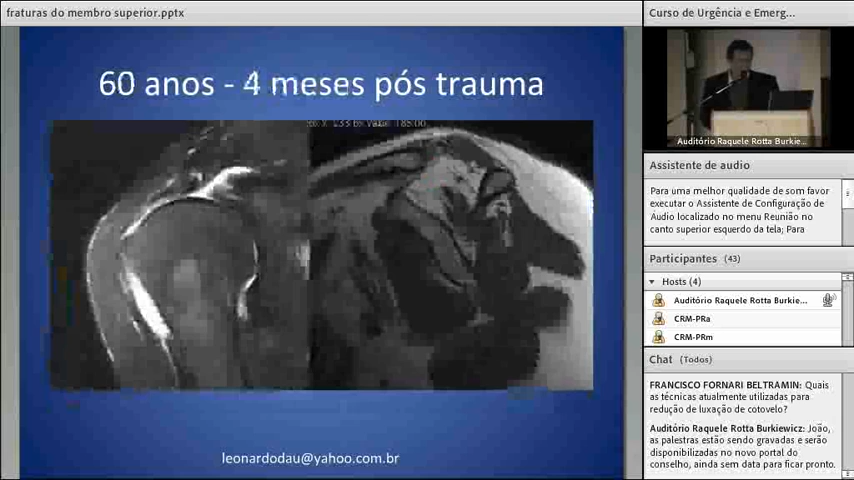 fraturas do membro superior.pptx
60 anos - 4 meses pós trauma
leonardodau@yahoo.com.br
Curso de Urgência e Emerg...
Auditório Raquele Rotta Burkie...
Assistente de audio
Para uma melhor qualidade de som favor
executar o Assistente de Configuração de
Audio localizado no menu Reunião no
canto superior esquerdo da tela; Para
Participantes (43)
Hosts (4)
Auditório Raquele Rotta Burkie...
CRM-PRa
CRM-PRm
Chat (Todos)
FRANCISCO FORNARI BELTRAMIN: Quais
as técnicas atualmente utilizadas para
redução de luxação de cotovelo?
Auditório Raquele Rotta Burkiewicz: João,
as palestras estão sendo gravadas e serão
disponibilizadas no novo portal do
conselho, ainda sem data para ficar pronto.